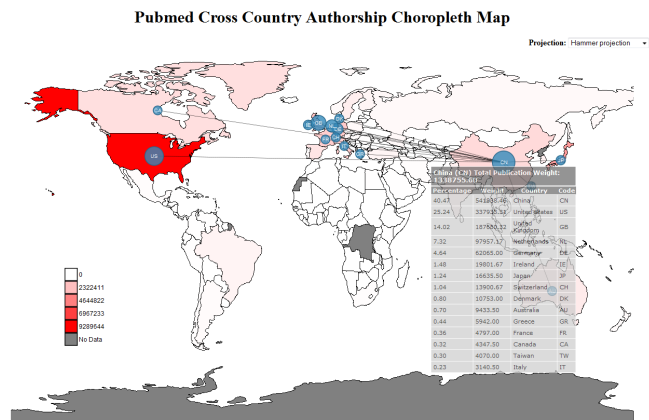 Pubmed Cross Country Authorship Choropleth Map
Projection: Hammer projection
CA
GB
US
CN
JP
China (CN) Total Publication Weight:
1338755.00
Percentage Weight Country Code
40.47 541838.46 China CN
25.24 337935.51 United States US
14.02 187680.32 United Kingdom GB
7.32 97957.17 Netherlands NL
4.64 62065.00 Germany DE
1.48 19801.67 Ireland IE
1.24 16635.50 Japan JP
1.04 13900.67 Switzerland CH
0.80 10753.00 Denmark DK
0.70 9433.50 Australia AU
0.44 5942.00 Greece GR
0.36 4797.00 France FR
0.32 4347.50 Canada CA
0.30 4070.00 Taiwan TW
0.23 3140.50 Italy IT
0
2322411
4644822
6967233
9289644
No Data